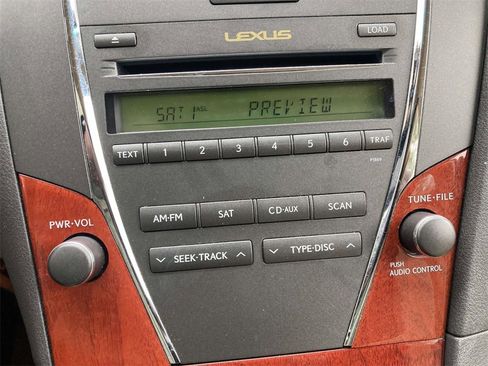 LEXUS
LOAD
SAT1 ASL PREVIEW
TEXT 1 2 3 4 5 6 TRAF
AM·FM SAT CD·AUX SCAN
PWR·VOL
TUNE·FILE
SEEK·TRACK
TYPE·DISC
PUSH
AUDIO CONTROL